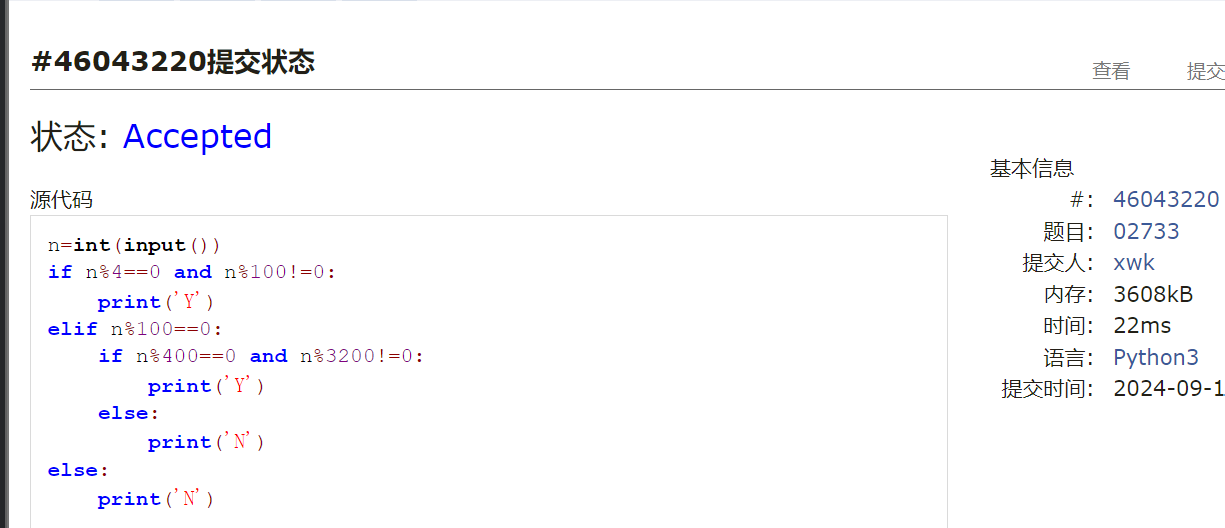 #46043220提交状态
查看 提交
状态: Accepted
基本信息
源代码
#: 46043220
题目: 02733
提交人: xwk
内存: 3608kB
时间: 22ms
语言: Python3
提交时间: 2024-09-1
n=int(input())
if n%4==0 and n%100!=0:
    print('Y')
elif n%100==0:
    if n%400==0 and n%3200!=0:
        print('Y')
    else:
        print('N')
else:
    print('N')